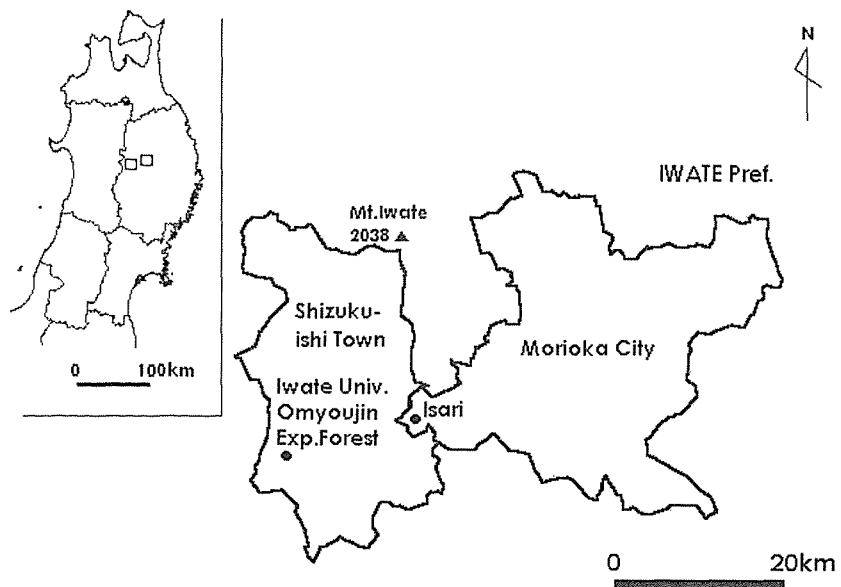 N
IWATE Pref.
Mt.Iwate
2038
Shizuku-
ishi Town
Morioka City
0 100km
Iwate Univ.
Omyoujin
Exp.Forest
Isari
0 20km